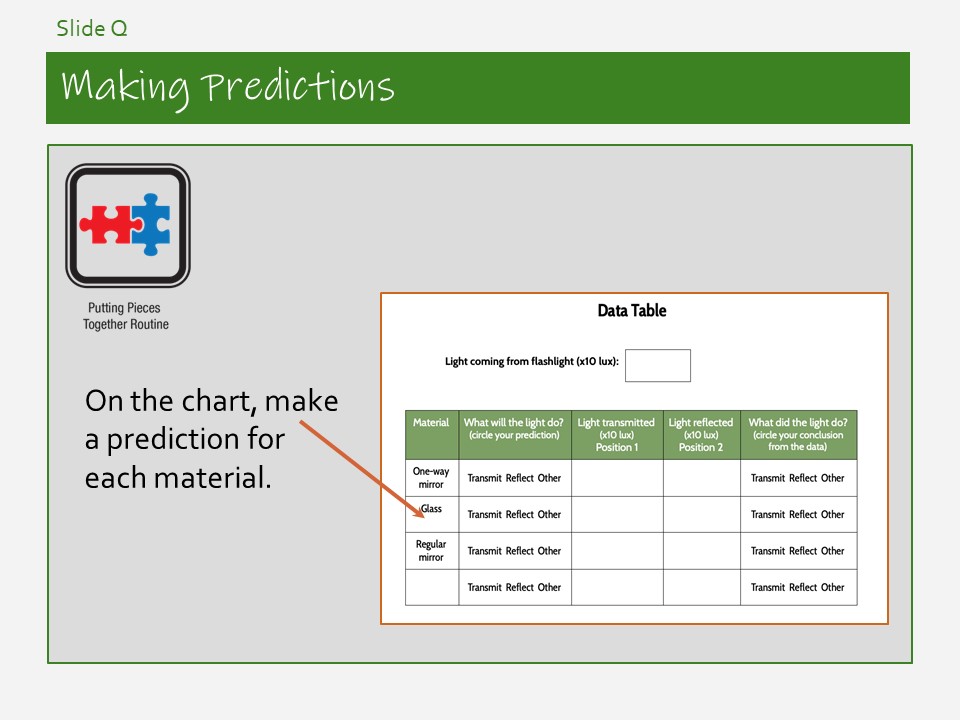 Slide Q
Making Predictions
Putting Pieces
Together Routine
On the chart, make
a prediction for
each material.
Data Table
Light coming from flashlight (x10 lux):
Material What will the light do? Light transmitted Light reflected What did the light do?
(circle your prediction) (x10 lux) (x10 lux) (circle your conclusion
Position 1 Position 2 from the data)
One-way
mirror Transmit Reflect Other Transmit Reflect Other
Glass Transmit Reflect Other Transmit Reflect Other
Regular
mirror Transmit Reflect Other Transmit Reflect Other
Transmit Reflect Other Transmit Reflect Other